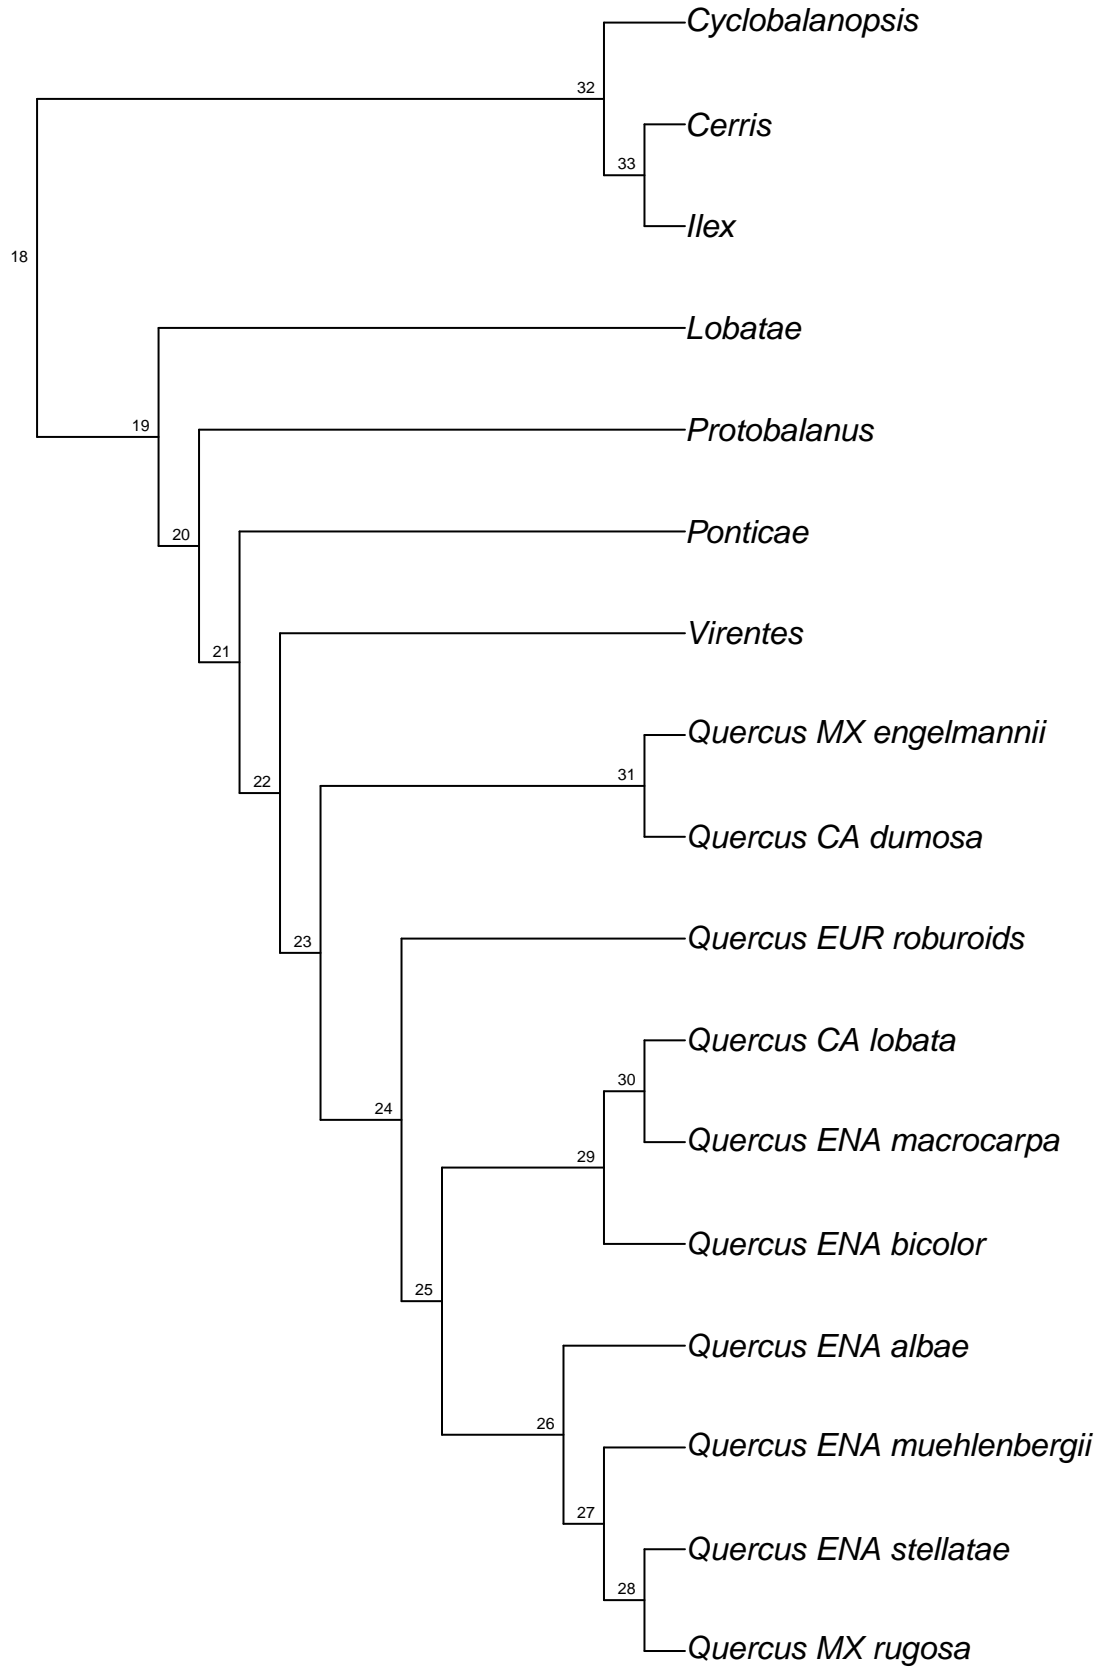 Cyclobalanopsis
32
Cerris
33
Ilex
18
Lobatae
19
Protobalanus
20
Ponticae
Virentes
21
Quercus MX engelmannii
31
22
Quercus CA dumosa
Quercus EUR roburoids
23
Quercus CA lobata
30
24
Quercus ENA macrocarpa
29
Quercus ENA bicolor
25
Quercus ENA albae
26
Quercus ENA muehlenbergii
27
Quercus ENA stellatae
28
Quercus MX rugosa